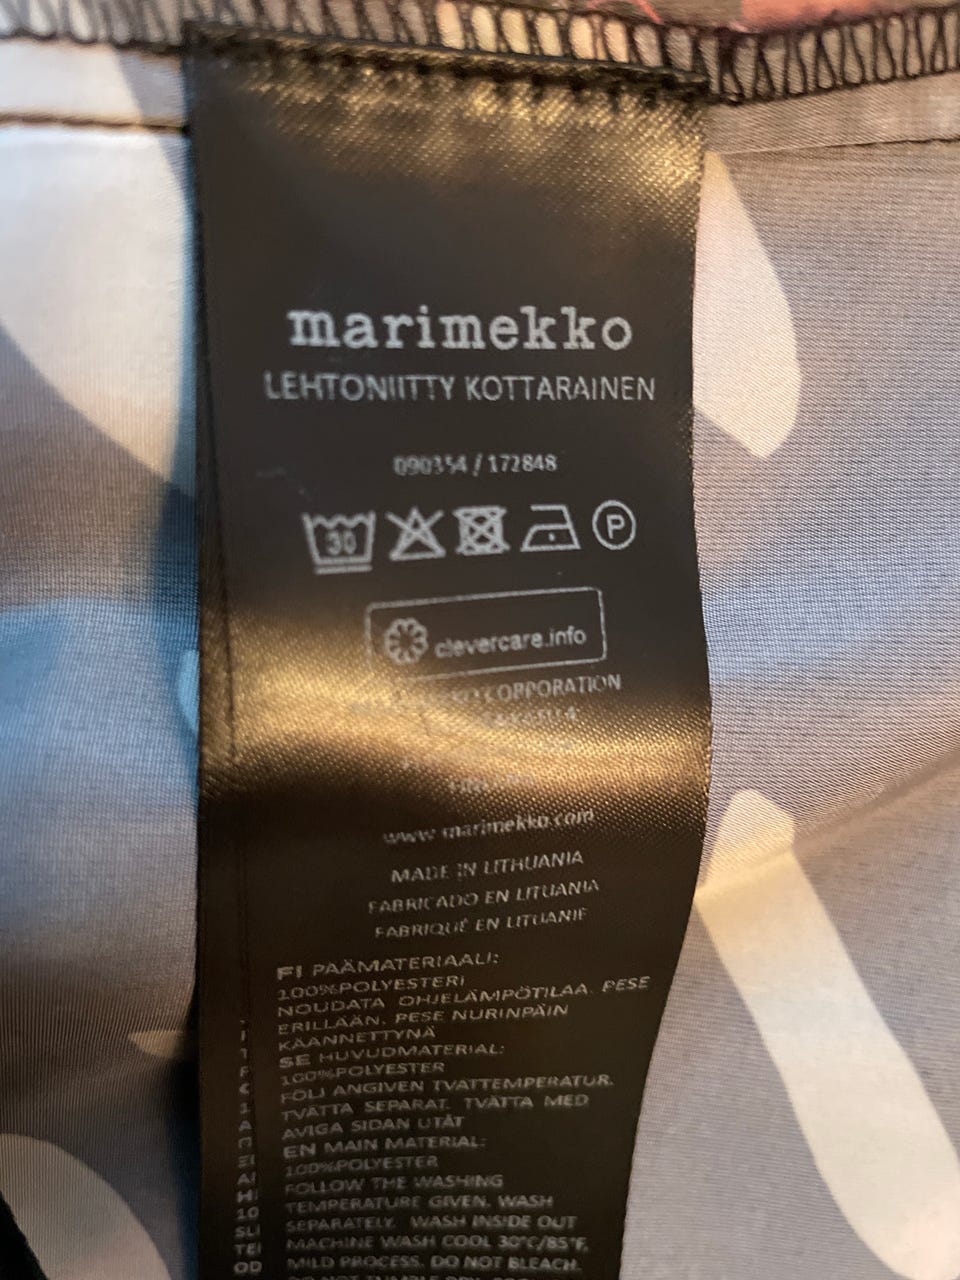 marimekko
LEHTONIITTY KOTTARAINEN
090354 / 172848
30
P
clevercare.info
CORPORATION
www.marimekko.com
MADE IN LITHUANIA
FABRICADO EN LITUANIA
FABRIQUÉ EN LITUANIE
FI PÄÄMATERIAALI:
100%POLYESTERI
NOUDATA OHJELÄMPÖTILAA. PESE
ERILLÄÄN. PESE NURINPÄIN
KÄÄNNETTYNÄ
SE HUVUDMATERIAL:
100%POLYESTER
FÖLJ ANGIVEN TVÄTTEMPERATUR.
TVÄTTA SEPARAT. TVÄTTA MED
AVIGA SIDAN UTÅT
EN MAIN MATERIAL:
100%POLYESTER
FOLLOW THE WASHING
TEMPERATURE GIVEN. WASH
SEPARATELY. WASH INSIDE OUT
MACHINE WASH COOL 30°C/85°F,
MILD PROCESS. DO NOT BLEACH.